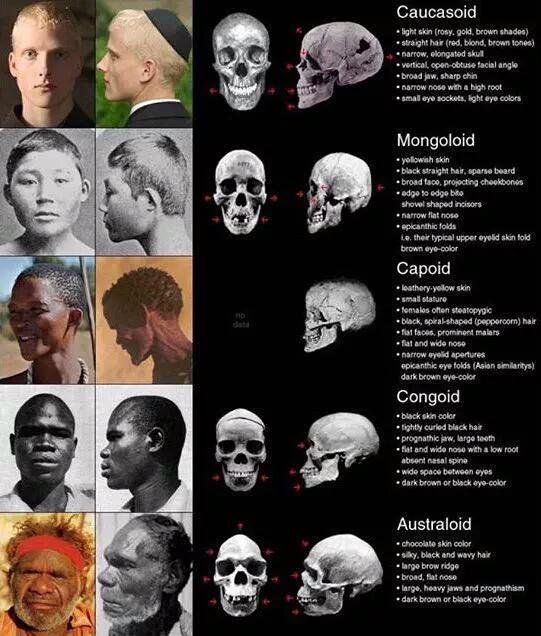 Caucasoid
• light skin (rosy, gold, brown shades)
• straight hair (red, blond, brown tones)
• narrow, elongated skull
• vertical, open-obtuse facial angle
• broad jaw, sharp chin
• narrow nose with a high root
• small eye sockets, light eye colors
Mongoloid
• yellowish skin
• black straight hair, sparse beard
• broad face, projecting cheekbones
• edge to edge bite
shovel shaped incisors
• narrow flat nose
• epicanthic folds
i.e. their typical upper eyelid skin fold
brown eye-color
Capoid
no
data
• leathery-yellow skin
• small stature
• females often steatopygic
• black, spiral-shaped (peppercorn) hair
• flat faces, prominent malars
• flat and wide nose
• narrow eyelid apertures
epicanthic eye folds (Asian similaritys)
dark brown eye-color
Congoid
• black skin color
• tightly curled black hair
• prognathic jaw, large teeth
• flat and wide nose with a low root
absent nasal spine
• wide space between eyes
• dark brown or black eye-color
Australoid
• chocolate skin color
• silky, black and wavy hair
• large brow ridge
• broad, flat nose
• large, heavy jaws and prognathism
• dark brown or black eye-color